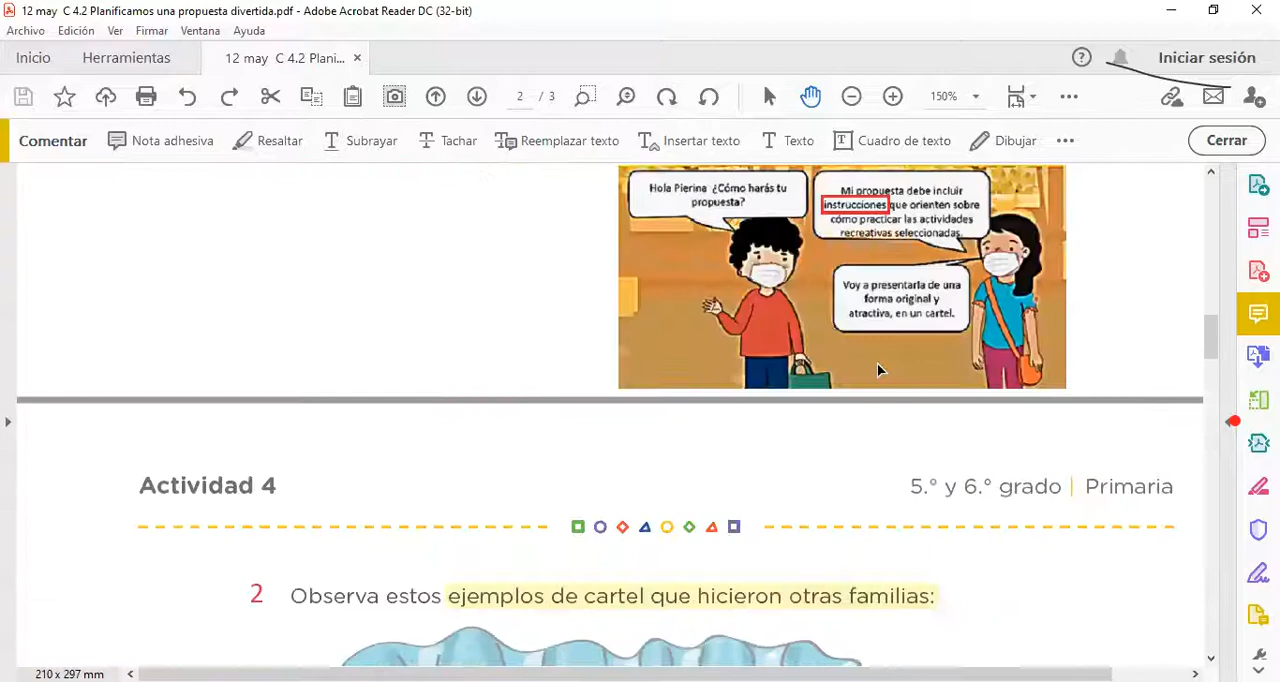 12 may  C 4.2 Planificamos una propuesta divertida.pdf - Adobe Acrobat Reader DC (32-bit)
Archivo Edición Ver Firmar Ventana Ayuda
Inicio Herramientas 12 may  C 4.2 Plani... × Iniciar sesión
2 / 3 150%
Comentar Nota adhesiva Resaltar Subrayar Tachar Reemplazar texto Insertar texto Texto Cuadro de texto Dibujar Cerrar
Hola Pierina ¿Cómo harás tu
propuesta?
Mi propuesta debe incluir
instrucciones que orienten sobre
cómo practicar las actividades
recreativas seleccionadas.
Voy a presentarla de una
forma original y
atractiva, en un cartel.
Actividad 4
5.° y 6.° grado | Primaria
2 Observa estos ejemplos de cartel que hicieron otras familias:
210 x 297 mm